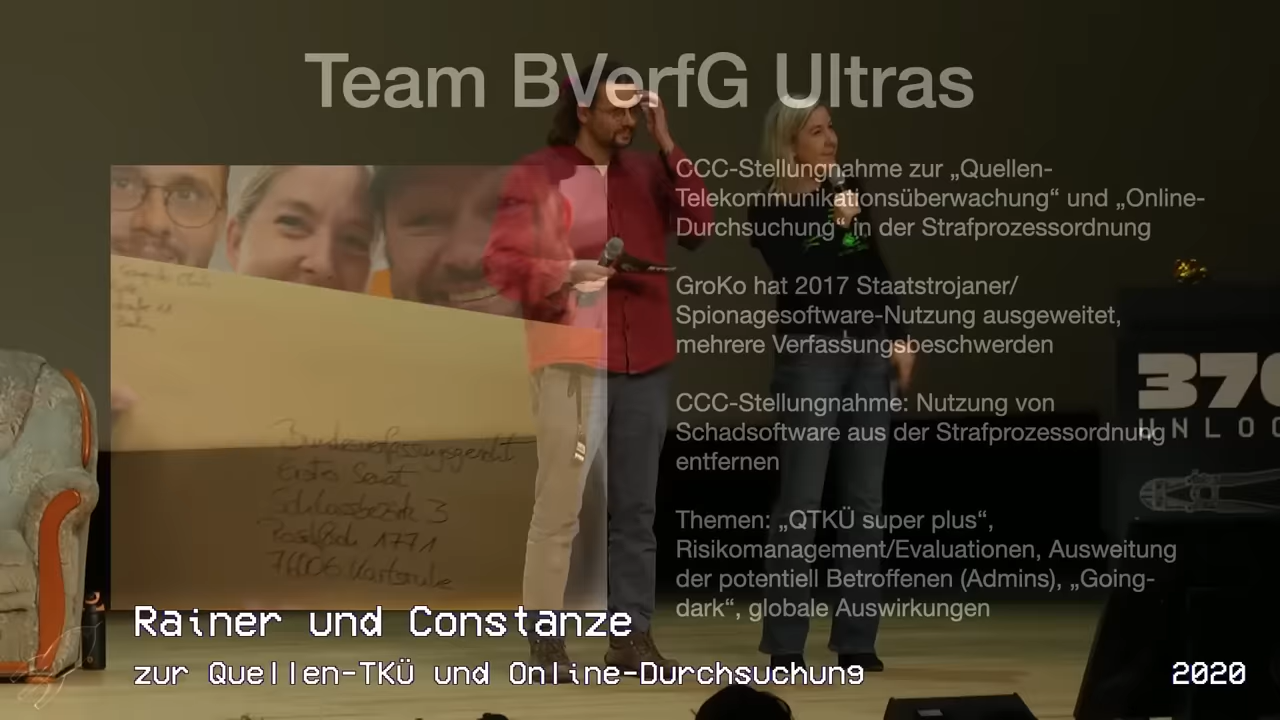 Team BVerfG Ultras
CCC-Stellungnahme zur „Quellen-
Telekommunikationsüberwachung“ und „Online-
Durchsuchung“ in der Strafprozessordnung
GroKo hat 2017 Staatstrojaner/
Spionagesoftware-Nutzung ausgeweitet,
mehrere Verfassungsbeschwerden
CCC-Stellungnahme: Nutzung von
Schadsoftware aus der Strafprozessordnung
entfernen
Themen: „QTKÜ super plus“,
Risikomanagement/Evaluationen, Ausweitung
der potentiell Betroffenen (Admins), „Going-
dark“, globale Auswirkungen
Bundesverfassungsgericht
Erster Senat
Schlossbezirk 3
Postfach 1771
76006 Karlsruhe
37C
UNLOC
Rainer und Constanze
zur Quellen-TKÜ und Online-Durchsuchung
2020